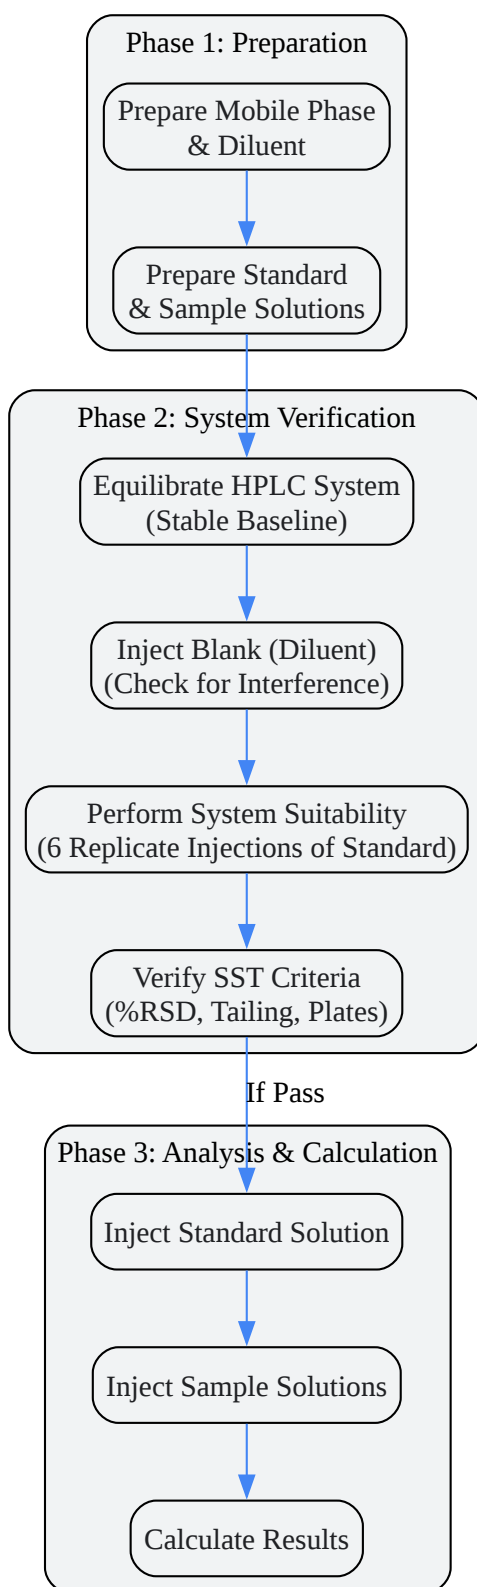 Phase 1: Preparation
Prepare Mobile Phase
& Diluent
Prepare Standard
& Sample Solutions
Phase 2: System Verification
Equilibrate HPLC System
(Stable Baseline)
Inject Blank (Diluent)
(Check for Interference)
Perform System Suitability
(6 Replicate Injections of Standard)
Verify SST Criteria
(%RSD, Tailing, Plates)
If Pass
Phase 3: Analysis & Calculation
Inject Standard Solution
Inject Sample Solutions
Calculate Results